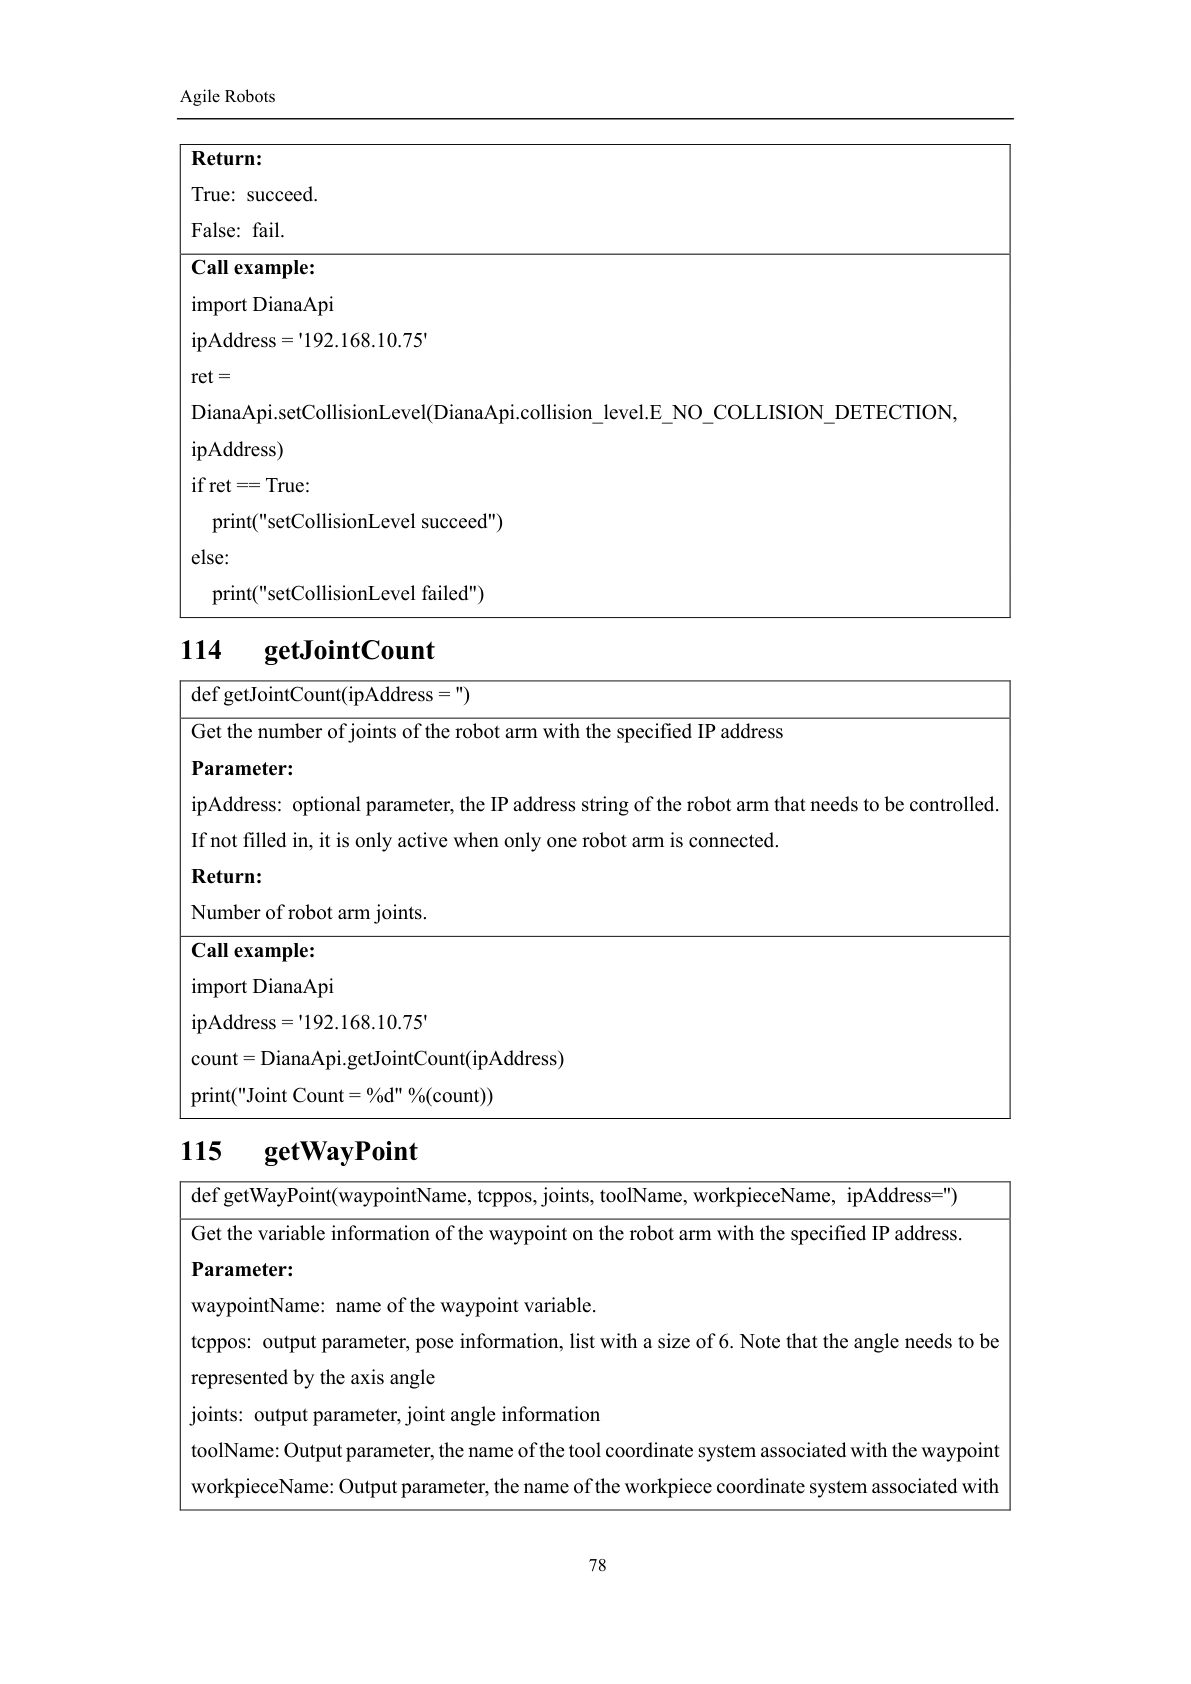 Agile Robots
Return:
True:  succeed.
False:  fail.
Call example:
import DianaApi
ipAddress = '192.168.10.75'
ret =
DianaApi.setCollisionLevel(DianaApi.collision_level.E_NO_COLLISION_DETECTION,
ipAddress)
if ret == True:
    print("setCollisionLevel succeed")
else:
    print("setCollisionLevel failed")
114 getJointCount
def getJointCount(ipAddress = '')
Get the number of joints of the robot arm with the specified IP address
Parameter:
ipAddress:  optional parameter, the IP address string of the robot arm that needs to be controlled.
If not filled in, it is only active when only one robot arm is connected.
Return:
Number of robot arm joints.
Call example:
import DianaApi
ipAddress = '192.168.10.75'
count = DianaApi.getJointCount(ipAddress)
print("Joint Count = %d" %(count))
115 getWayPoint
def getWayPoint(waypointName, tcppos, joints, toolName, workpieceName,  ipAddress='')
Get the variable information of the waypoint on the robot arm with the specified IP address.
Parameter:
waypointName:  name of the waypoint variable.
tcppos:  output parameter, pose information, list with a size of 6. Note that the angle needs to be
represented by the axis angle
joints:  output parameter, joint angle information
toolName: Output parameter, the name of the tool coordinate system associated with the waypoint
workpieceName: Output parameter, the name of the workpiece coordinate system associated with
78